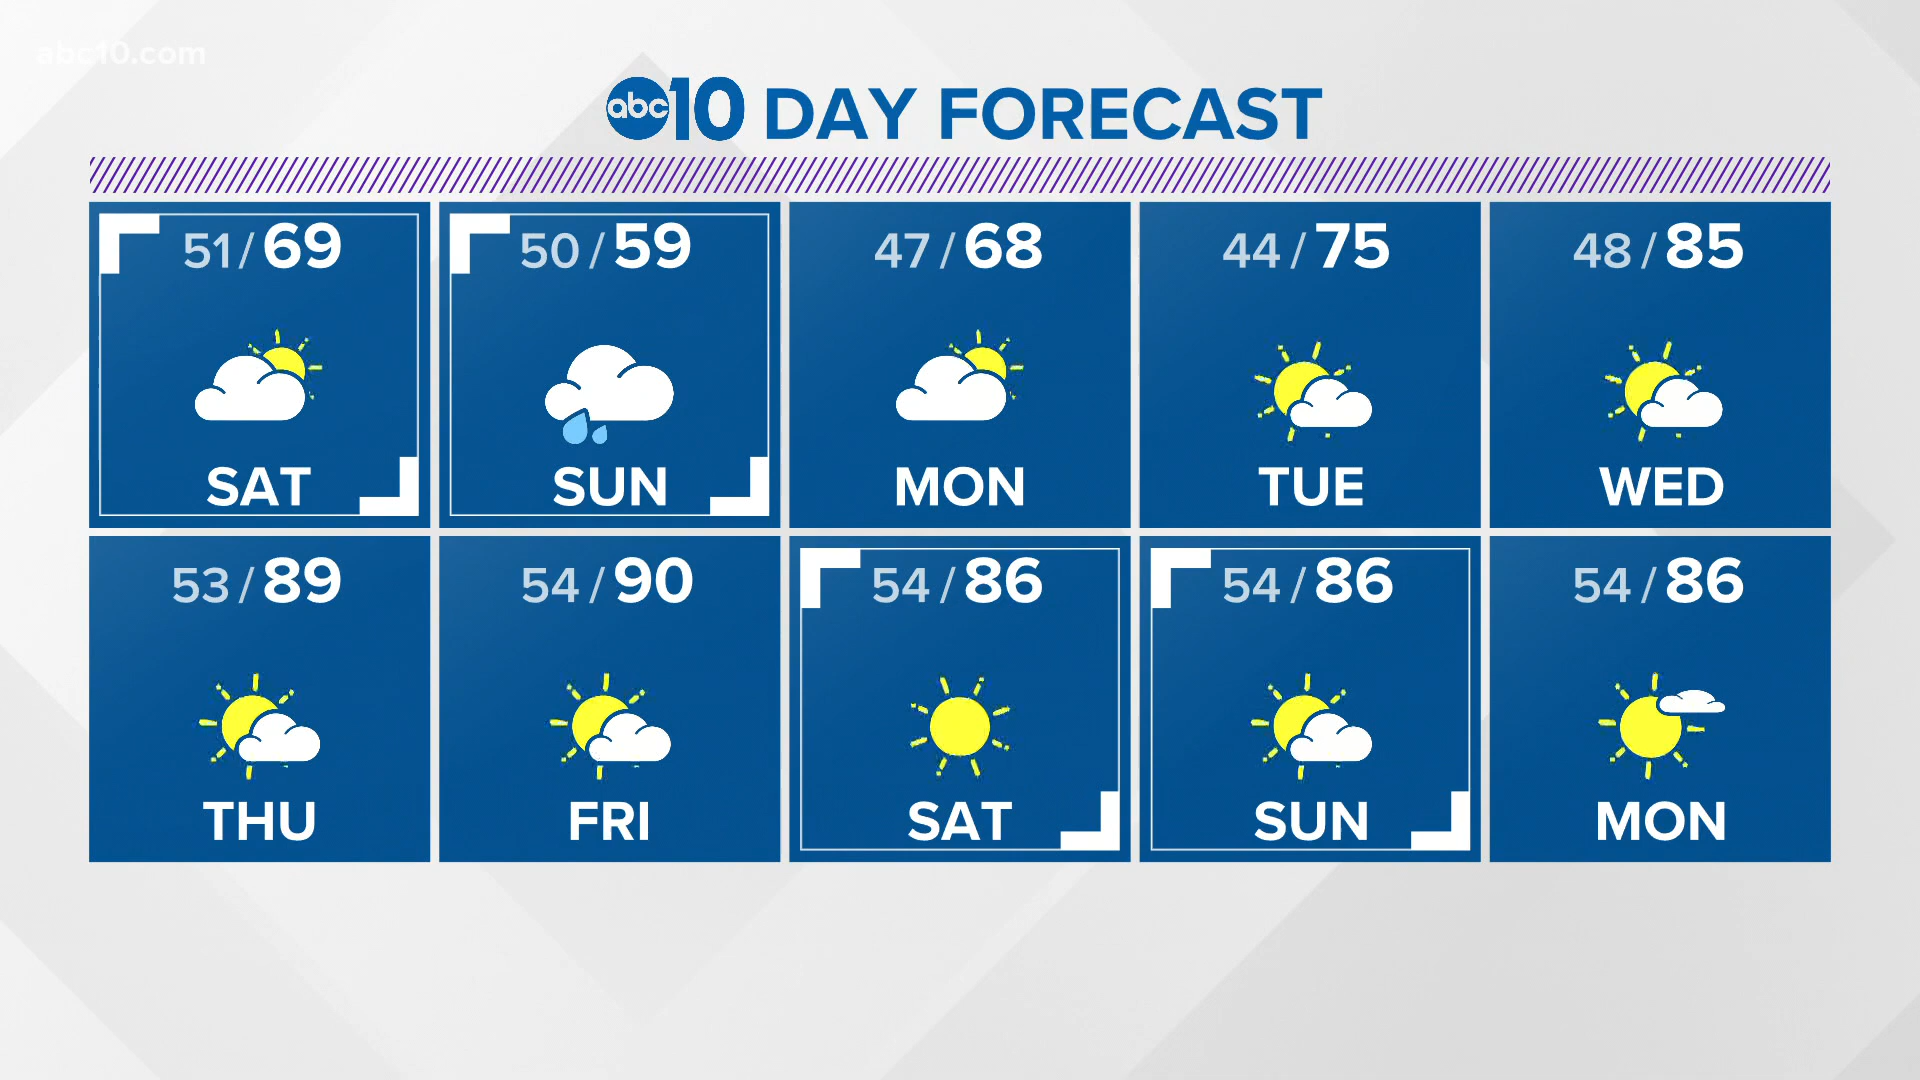 abc10.com
abc10 DAY FORECAST
51/69 50/59 47/68 44/75 48/85
SAT SUN MON TUE WED
53/89 54/90 54/86 54/86 54/86
THU FRI SAT SUN MON